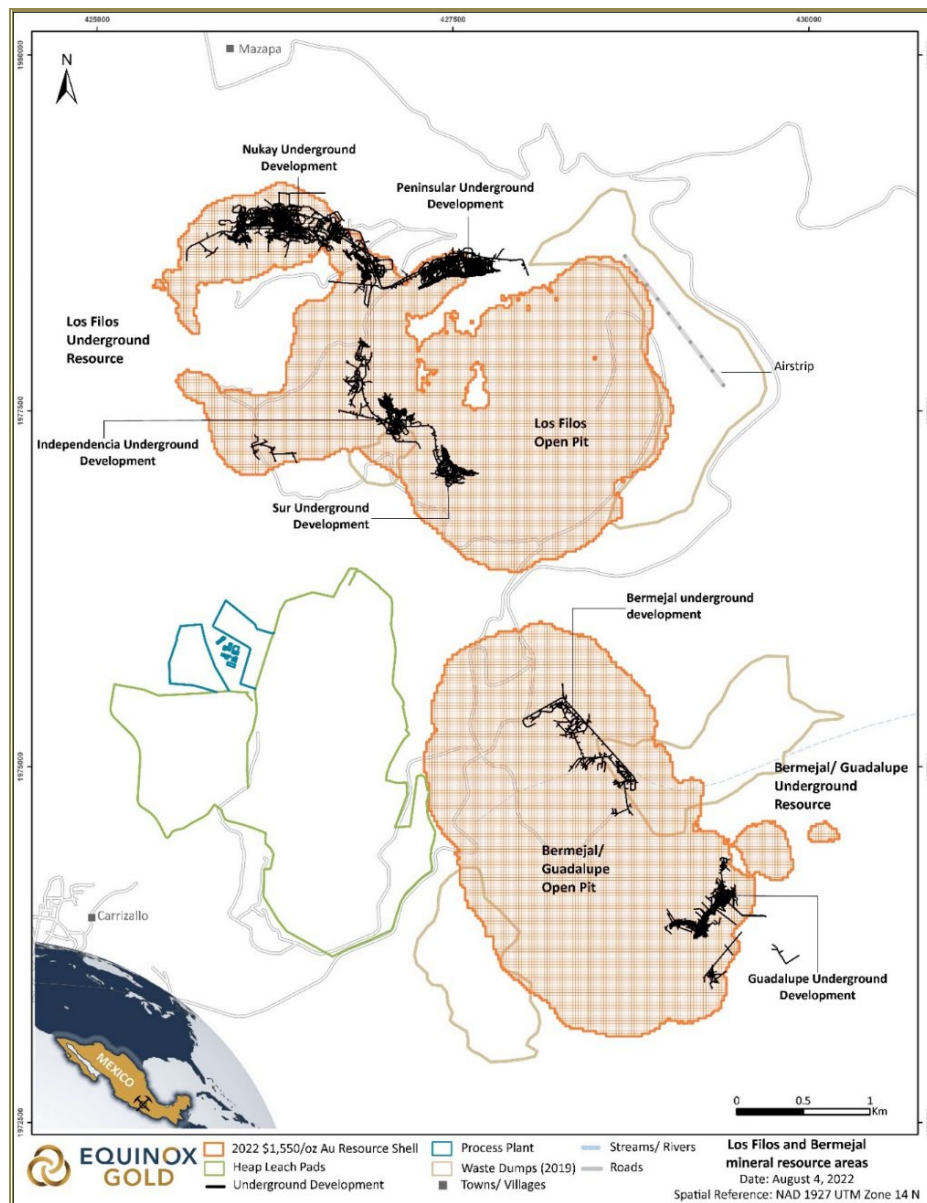 425000
427500
430000
1980000
Mazapa
N
Nukay Underground
Development
Peninsular Underground
Development
Los Filos
Underground
Resource
Airstrip
1977500
Los Filos
Open Pit
Independencia Underground
Development
Sur Underground
Development
Bermejal underground
development
1975000
Bermejal/ Guadalupe
Underground
Resource
Bermejal/
Guadalupe
Open Pit
Carrizallo
Guadalupe Underground
Development
MEXICO
0 0.5 1
Km
1972500
EQUINOX
GOLD
2022 $1,550/oz Au Resource Shell
Heap Leach Pads
Underground Development
Process Plant
Waste Dumps (2019)
Towns/ Villages
Streams/ Rivers
Roads
Los Filos and Bermejal
mineral resource areas
Date: August 4, 2022
Spatial Reference: NAD 1927 UTM Zone 14 N